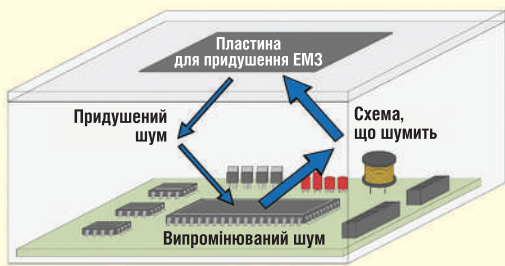 Пластина
для придушення ЕМЗ
Придушений
шум
Схема,
що шумить
Випромінюваний шум